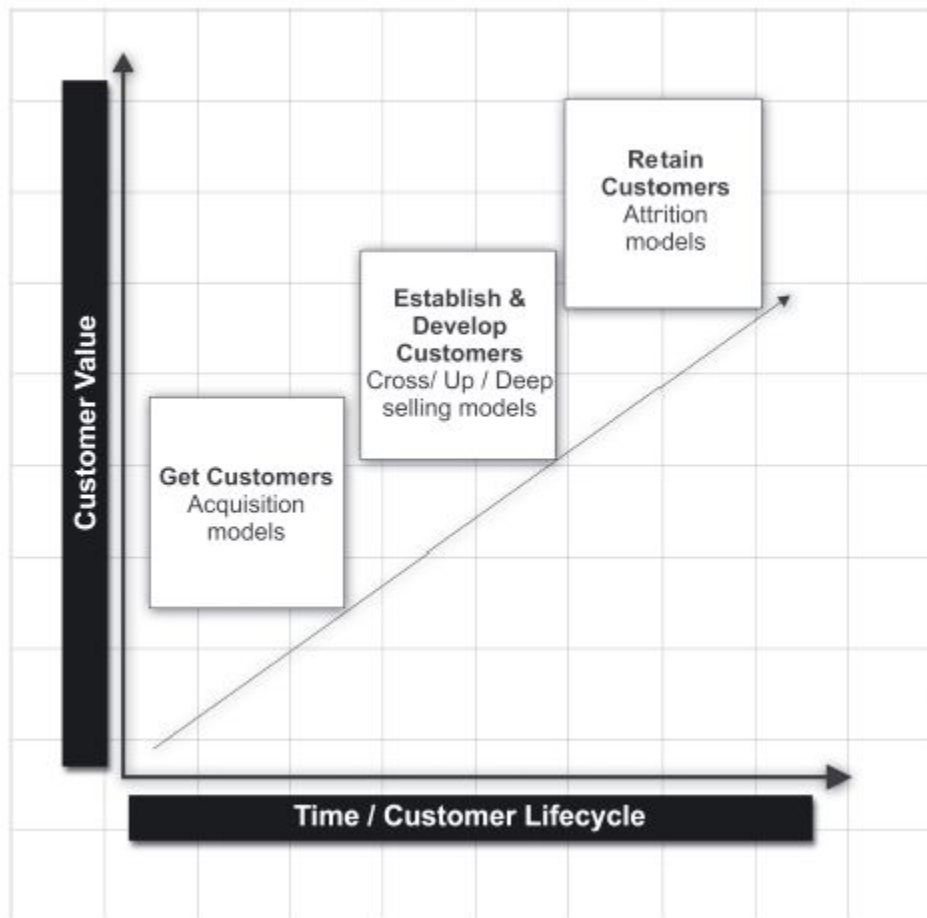 Customer Value
Retain
Customers
Attrition
models
Establish &
Develop
Customers
Cross/ Up / Deep
selling models
Get Customers
Acquisition
models
Time / Customer Lifecycle